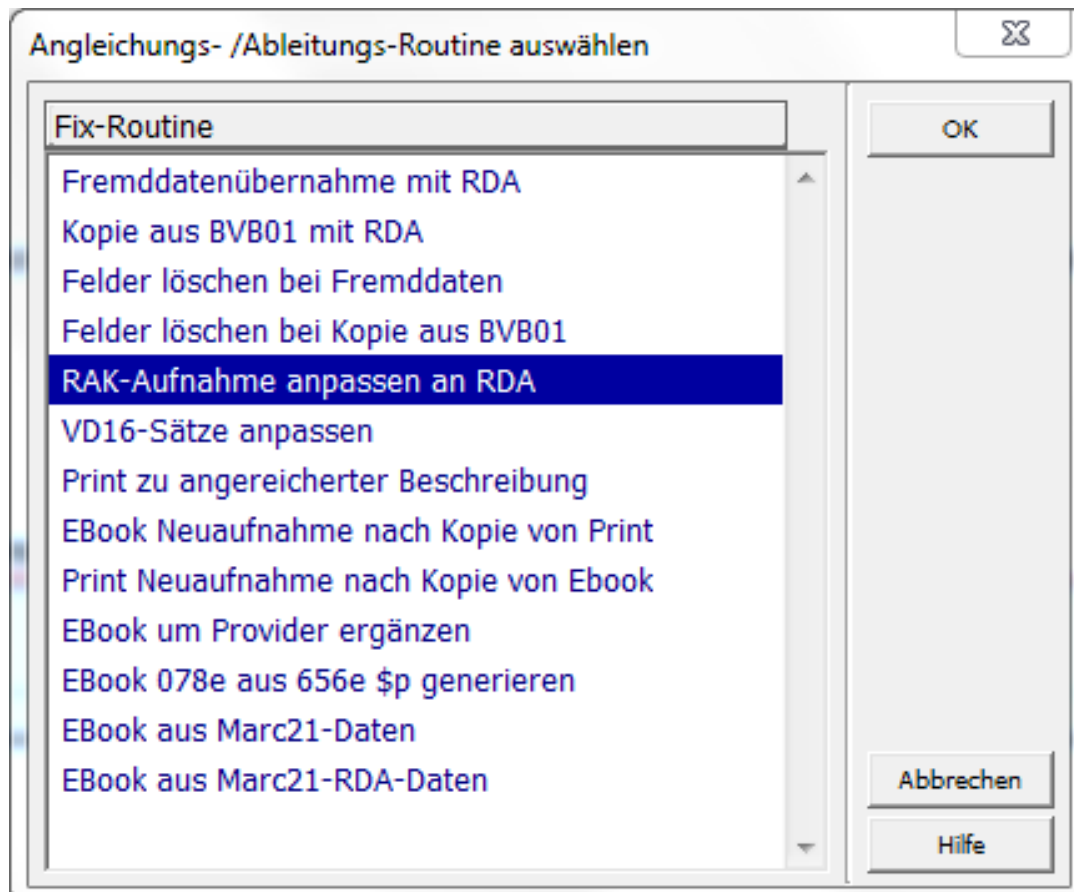 Angleichungs- /Ableitungs-Routine auswählen
Fix-Routine
OK
Fremddatenübernahme mit RDA
Kopie aus BVB01 mit RDA
Felder löschen bei Fremddaten
Felder löschen bei Kopie aus BVB01
RAK-Aufnahme anpassen an RDA
VD16-Sätze anpassen
Print zu angereicherter Beschreibung
EBook Neuaufnahme nach Kopie von Print
Print Neuaufnahme nach Kopie von Ebook
EBook um Provider ergänzen
EBook 078e aus 656e $p generieren
EBook aus Marc21-Daten
EBook aus Marc21-RDA-Daten
Abbrechen
Hilfe